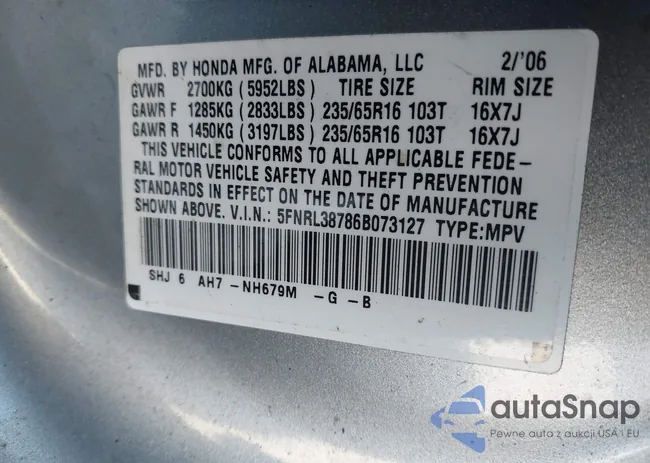 MFD. BY HONDA MFG. OF ALABAMA, LLC 2/'06
GVWR 2700KG (5952LBS) TIRE SIZE RIM SIZE
GAWR F 1285KG (2833LBS) 235/65R16 103T 16X7J
GAWR R 1450KG (3197LBS) 235/65R16 103T 16X7J
THIS VEHICLE CONFORMS TO ALL APPLICABLE FEDE-
RAL MOTOR VEHICLE SAFETY AND THEFT PREVENTION
STANDARDS IN EFFECT ON THE DATE OF MANUFACTURE
SHOWN ABOVE. V.I.N.: 5FNRL38786B073127 TYPE:MPV
SHJ 6 AH7 -NH679M -G -B
autaSnap
Pewne auta z aukcji USA i EU